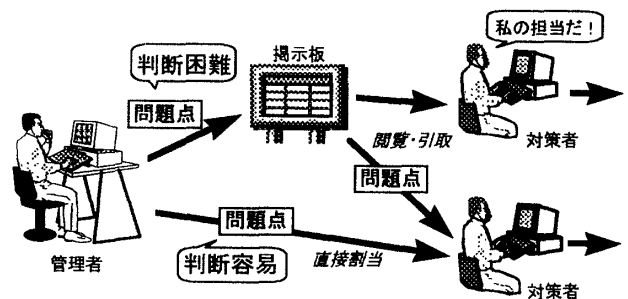 私の担当だ！
掲示板
判断困難
問題点
閲覧・引取
対策者
問題点
問題点
管理者
判断容易
直接割当
対策者